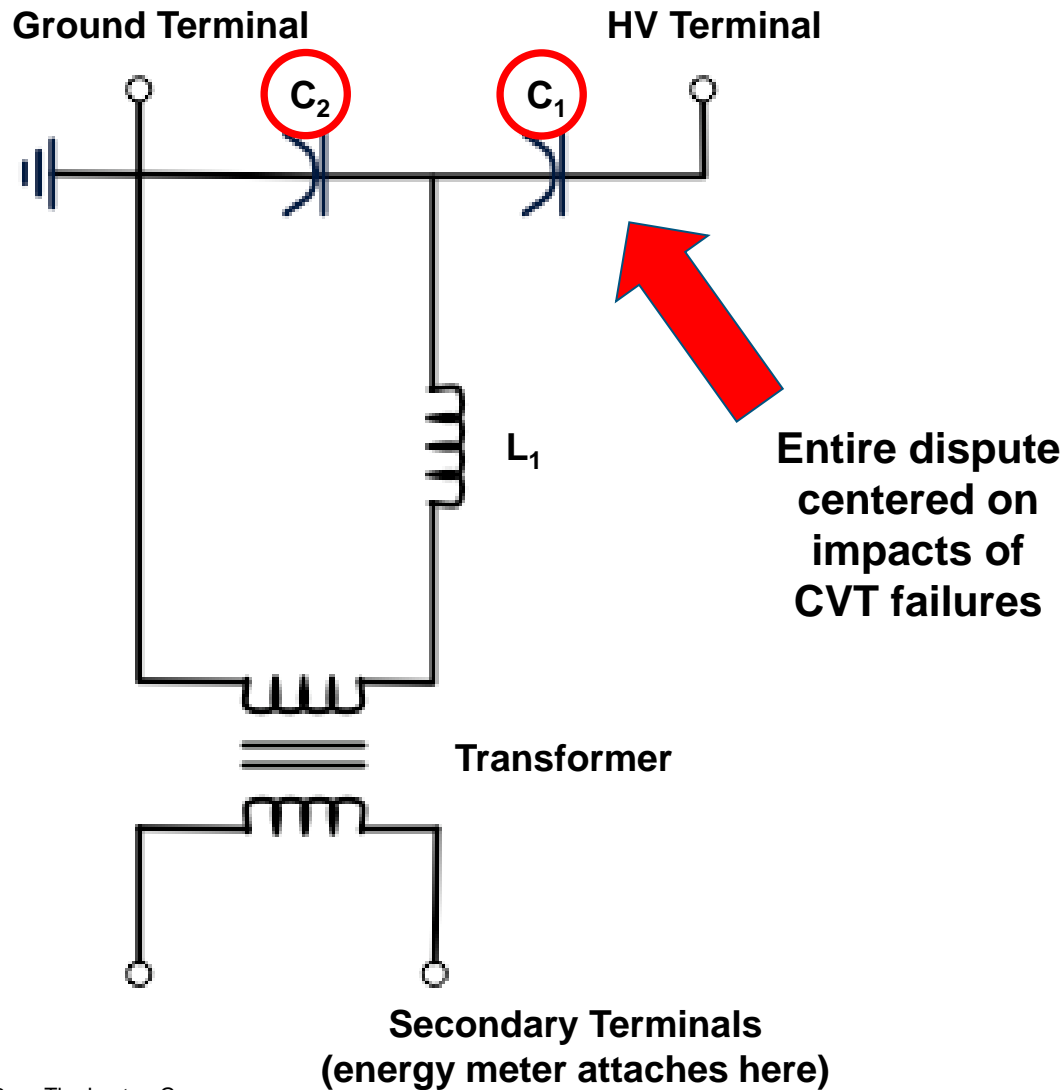 Ground Terminal
HV Terminal
C2
C1
L1
Entire dispute
centered on
impacts of
CVT failures
Transformer
Secondary Terminals
(energy meter attaches here)